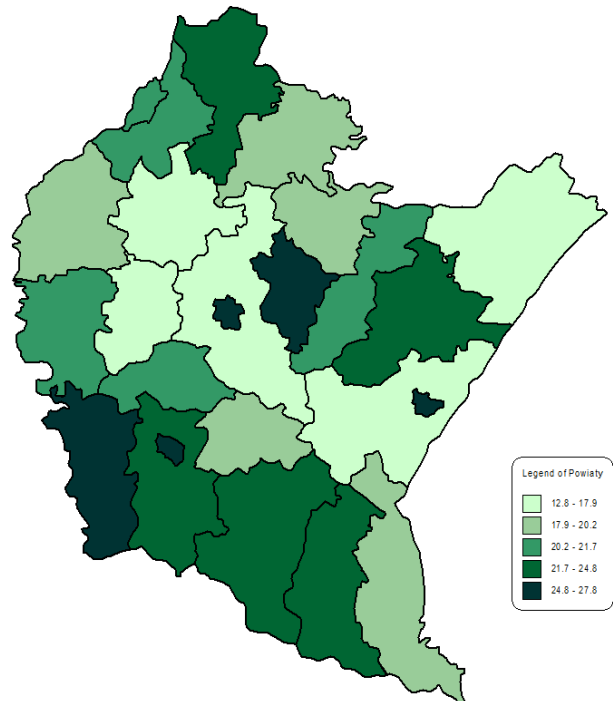 Legend of Powiaty
12.8 - 17.9
17.9 - 20.2
20.2 - 21.7
21.7 - 24.8
24.8 - 27.8